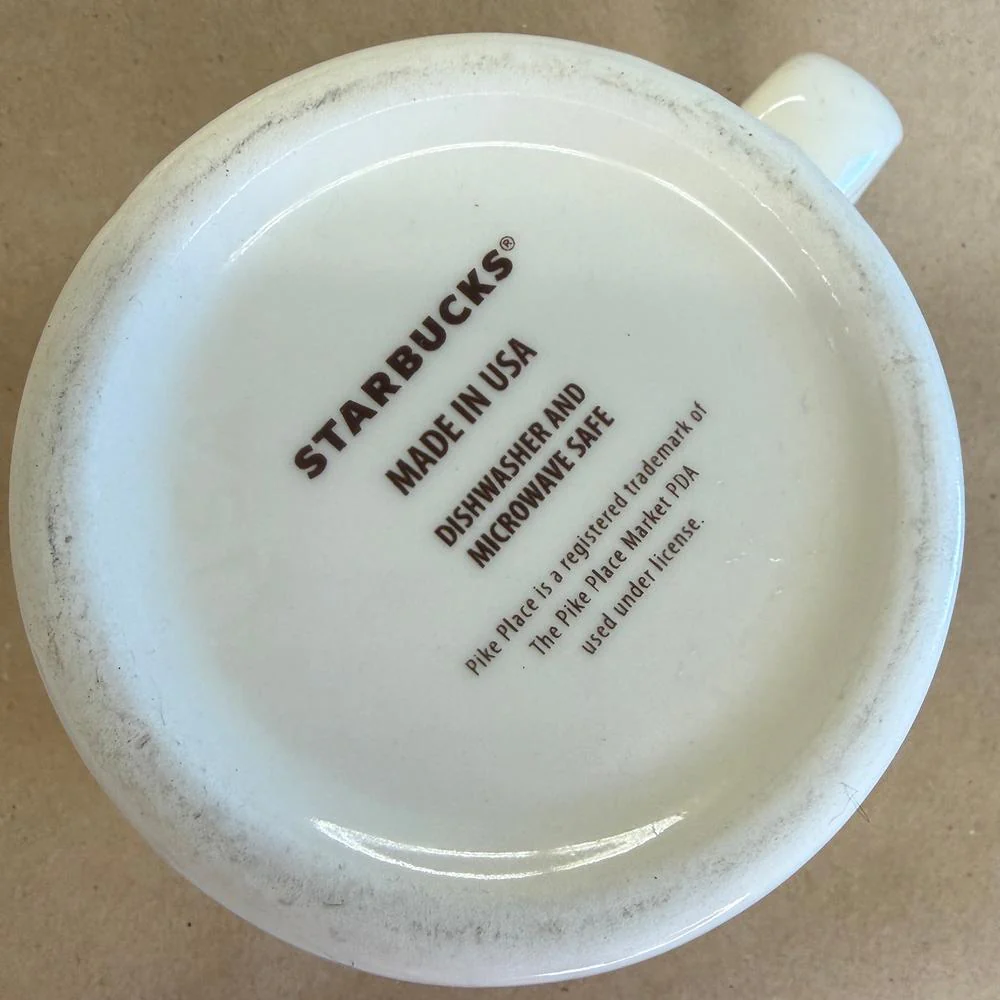 STARBUCKS®
MADE IN USA
DISHWASHER AND
MICROWAVE SAFE
Pike Place is a registered trademark of
The Pike Place Market PDA
used under license.